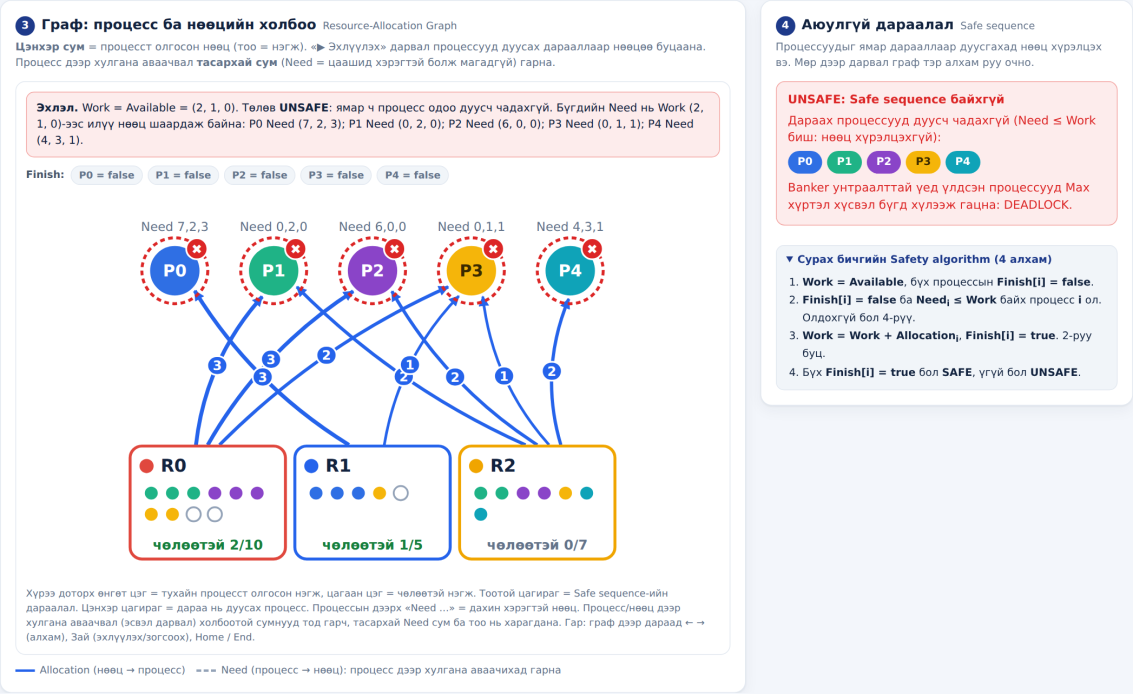 3 Граф: процесс ба нөөцийн холбоо Resource-Allocation Graph
Цэнхэр сум = процесст олгосон нөөц (тоо = нэгж). «▶ Эхлүүлэх» дарвал процессууд дуусах дарааллаар нөөцөө буцаана.
Процесс дээр хулгана аваачвал тасархай сум (Need = цаашид хэрэгтэй болж магадгүй) гарна.
Эхлэл. Work = Available = (2, 1, 0). Төлөв UNSAFE: ямар ч процесс одоо дуусч чадахгүй. Бүгдийн Need нь Work (2,
1, 0)-ээс илүү нөөц шаардаж байна: P0 Need (7, 2, 3); P1 Need (0, 2, 0); P2 Need (6, 0, 0); P3 Need (0, 1, 1); P4 Need
(4, 3, 1).
Finish: P0 = false P1 = false P2 = false P3 = false P4 = false
Need 7,2,3 Need 0,2,0 Need 6,0,0 Need 0,1,1 Need 4,3,1
P0 P1 P2 P3 P4
3 3 3 2 2 1 2 1 2
R0 R1 R2
чөлөөтэй 2/10 чөлөөтэй 1/5 чөлөөтэй 0/7
Хүрээ доторх өнгөт цэг = тухайн процесст олгосон нэгж, цагаан цэг = чөлөөтэй нэгж. Тоотой цагираг = Safe sequence-ийн
дараалал. Цэнхэр цагираг = дараа нь дуусах процесс. Процессын дээрх «Need ...» = дахин хэрэгтэй нөөц. Процесс/нөөц дээр
хулгана аваачвал (эсвэл дарвал) холбоотой сумнууд тод гарч, тасархай Need сум ба тоо нь харагдана. Гар: граф дээр дараад ← →
(алхам), Зай (эхлүүлэх/зогсоох), Home / End.
Allocation (нөөц → процесс) Need (процесс → нөөц): процесс дээр хулгана аваачихад гарна
4 Аюулгүй дараалал Safe sequence
Процессуудыг ямар дарааллаар дуусгахад нөөц хүрэлцэх
вэ. Мөр дээр дарвал граф тэр алхам руу очно.
UNSAFE: Safe sequence байхгүй
Дараах процессууд дуусч чадахгүй (Need ≤ Work
биш: нөөц хүрэлцэхгүй):
P0 P1 P2 P3 P4
Banker унтраалттай үед үлдсэн процессууд Max
хүртэл хүсвэл бүгд хүлээж гацна: DEADLOCK.
▼ Сурах бичгийн Safety algorithm (4 алхам)
1. Work = Available, бүх процессын Finish[i] = false.
2. Finish[i] = false ба Needᵢ ≤ Work байх процесс i ол.
Олдохгүй бол 4-рүү.
3. Work = Work + Allocationᵢ, Finish[i] = true. 2-руу
буц.
4. Бүх Finish[i] = true бол SAFE, үгүй бол UNSAFE.